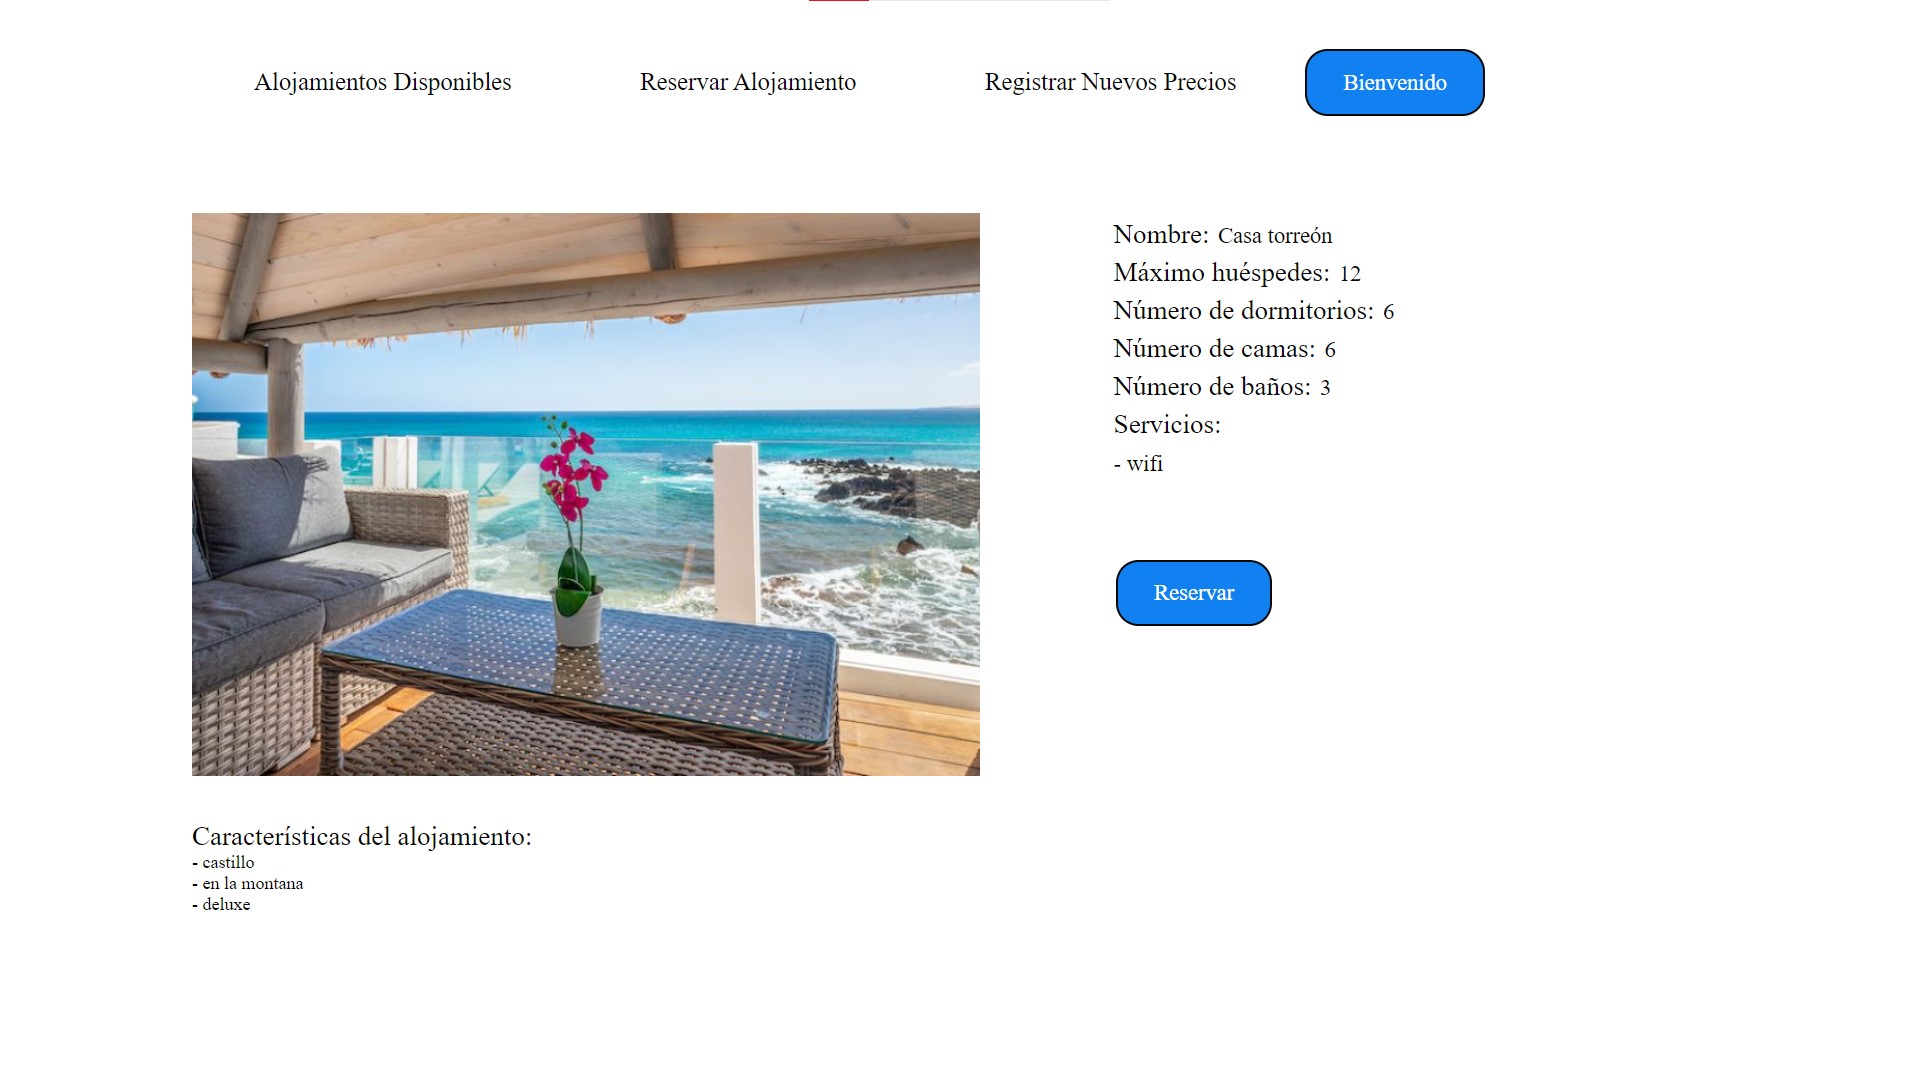 Alojamientos Disponibles
Reservar Alojamiento
Registrar Nuevos Precios
Bienvenido
Nombre: Casa torreón
Máximo huéspedes: 12
Número de dormitorios: 6
Número de camas: 6
Número de baños: 3
Servicios:
- wifi
Reservar
Características del alojamiento:
- castillo
- en la montana
- deluxe